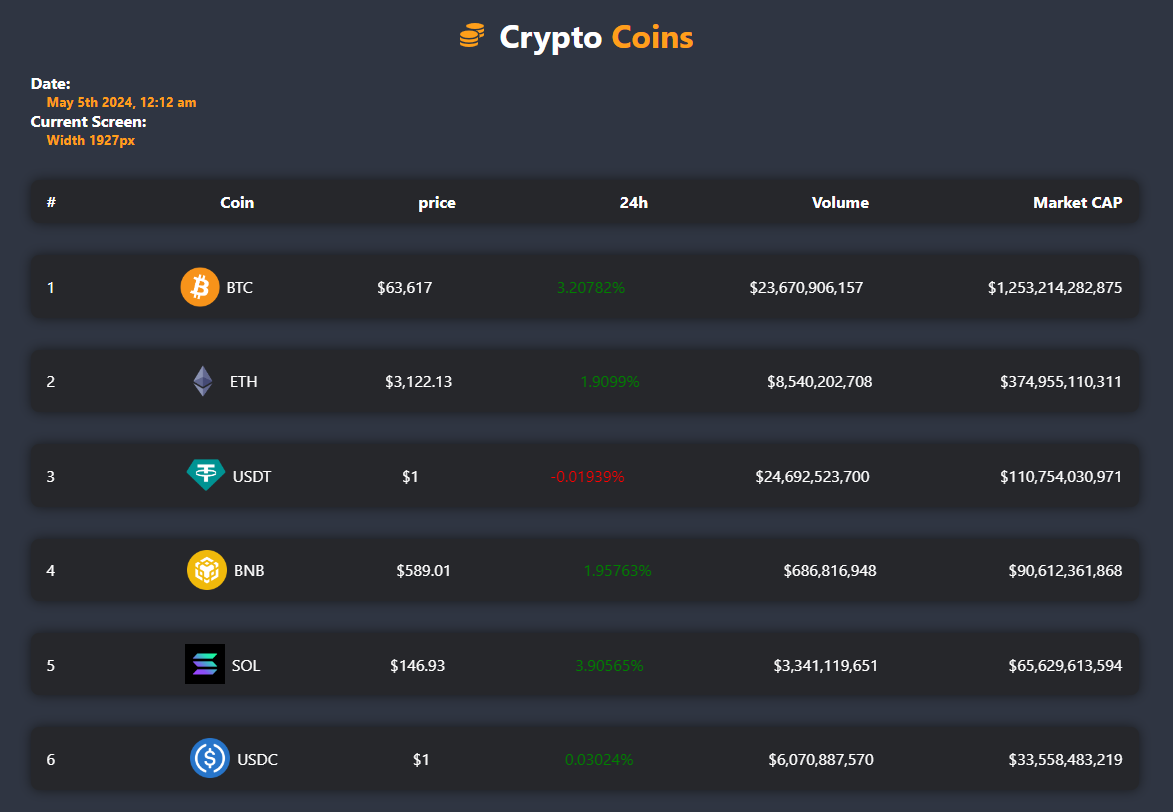 Crypto Coins
Date:
May 5th 2024, 12:12 am
Current Screen:
Width 1927px
# Coin price 24h Volume Market CAP
1 BTC $63,617 3.20782% $23,670,906,157 $1,253,214,282,875
2 ETH $3,122.13 1.9099% $8,540,202,708 $374,955,110,311
3 USDT $1 -0.01939% $24,692,523,700 $110,754,030,971
4 BNB $589.01 1.95763% $686,816,948 $90,612,361,868
5 SOL $146.93 3.90565% $3,341,119,651 $65,629,613,594
6 USDC $1 0.03024% $6,070,887,570 $33,558,483,219